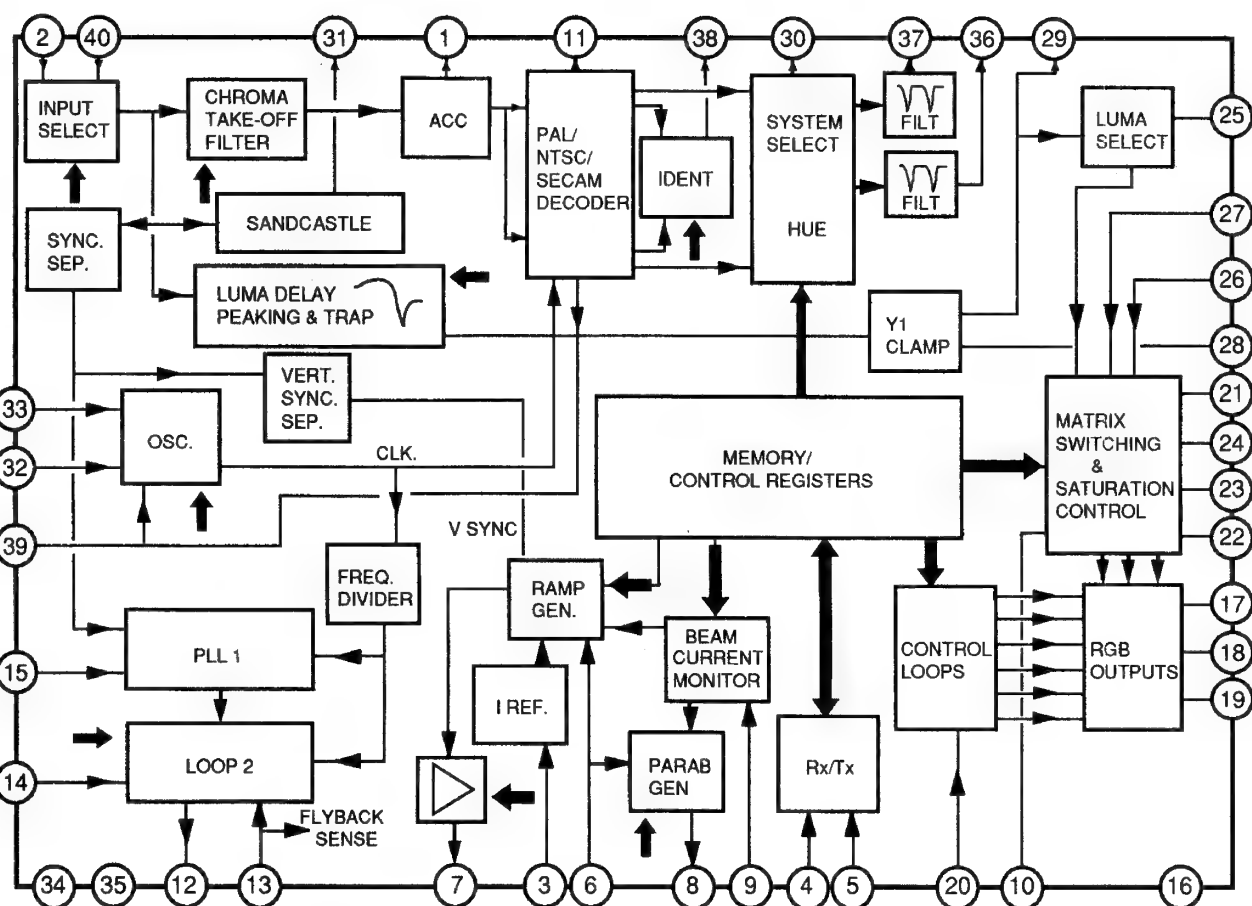 2
40
31
1
11
38
30
37
36
29
INPUT
SELECT
CHROMA
TAKE-OFF
FILTER
ACC
PAL/
NTSC/
SECAM
DECODER
IDENT
SYSTEM
SELECT
HUE
FILT
FILT
LUMA
SELECT
25
SYNC.
SEP.
SANDCASTLE
27
LUMA DELAY
PEAKING & TRAP
26
Y1
CLAMP
28
VERT.
SYNC.
SEP.
33
OSC.
32
CLK.
MEMORY/
CONTROL REGISTERS
MATRIX
SWITCHING
&
SATURATION
CONTROL
21
24
23
22
39
V SYNC
FREQ.
DIVIDER
RAMP
GEN.
BEAM
CURRENT
MONITOR
CONTROL
LOOPS
RGB
OUTPUTS
17
18
19
PLL 1
15
I REF.
LOOP 2
14
PARAB
GEN
Rx/Tx
FLYBACK
SENSE
34
35
12
13
7
3
6
8
9
4
5
20
10
16